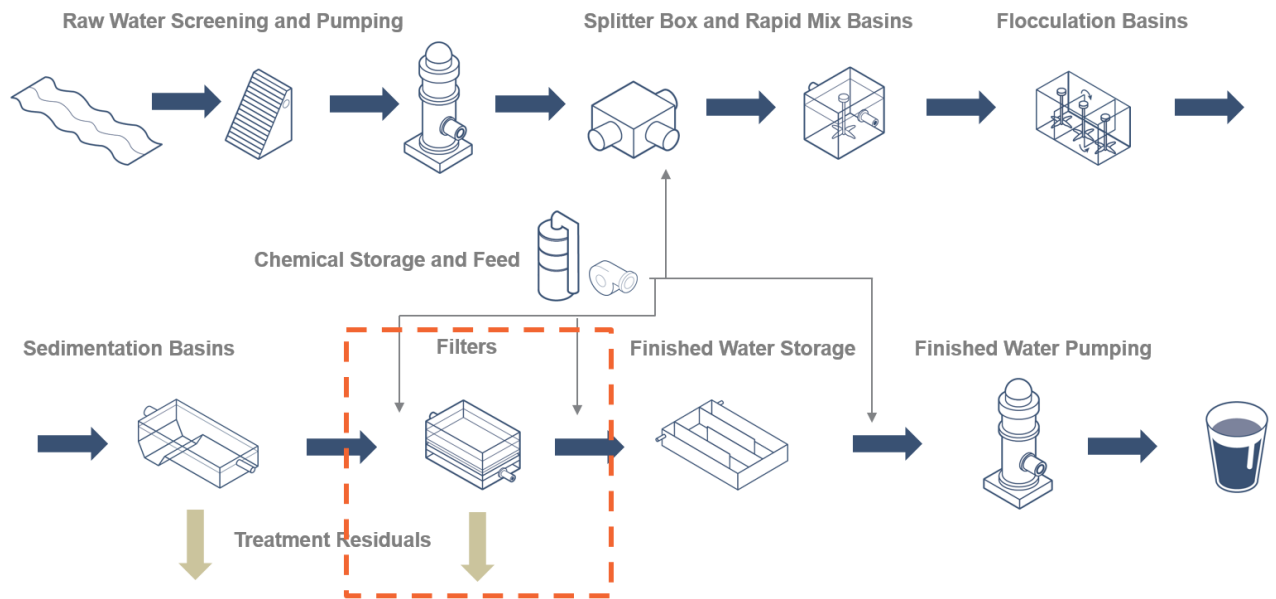 Raw Water Screening and Pumping
Splitter Box and Rapid Mix Basins
Flocculation Basins
Chemical Storage and Feed
Sedimentation Basins
Filters
Finished Water Storage
Finished Water Pumping
Treatment Residuals